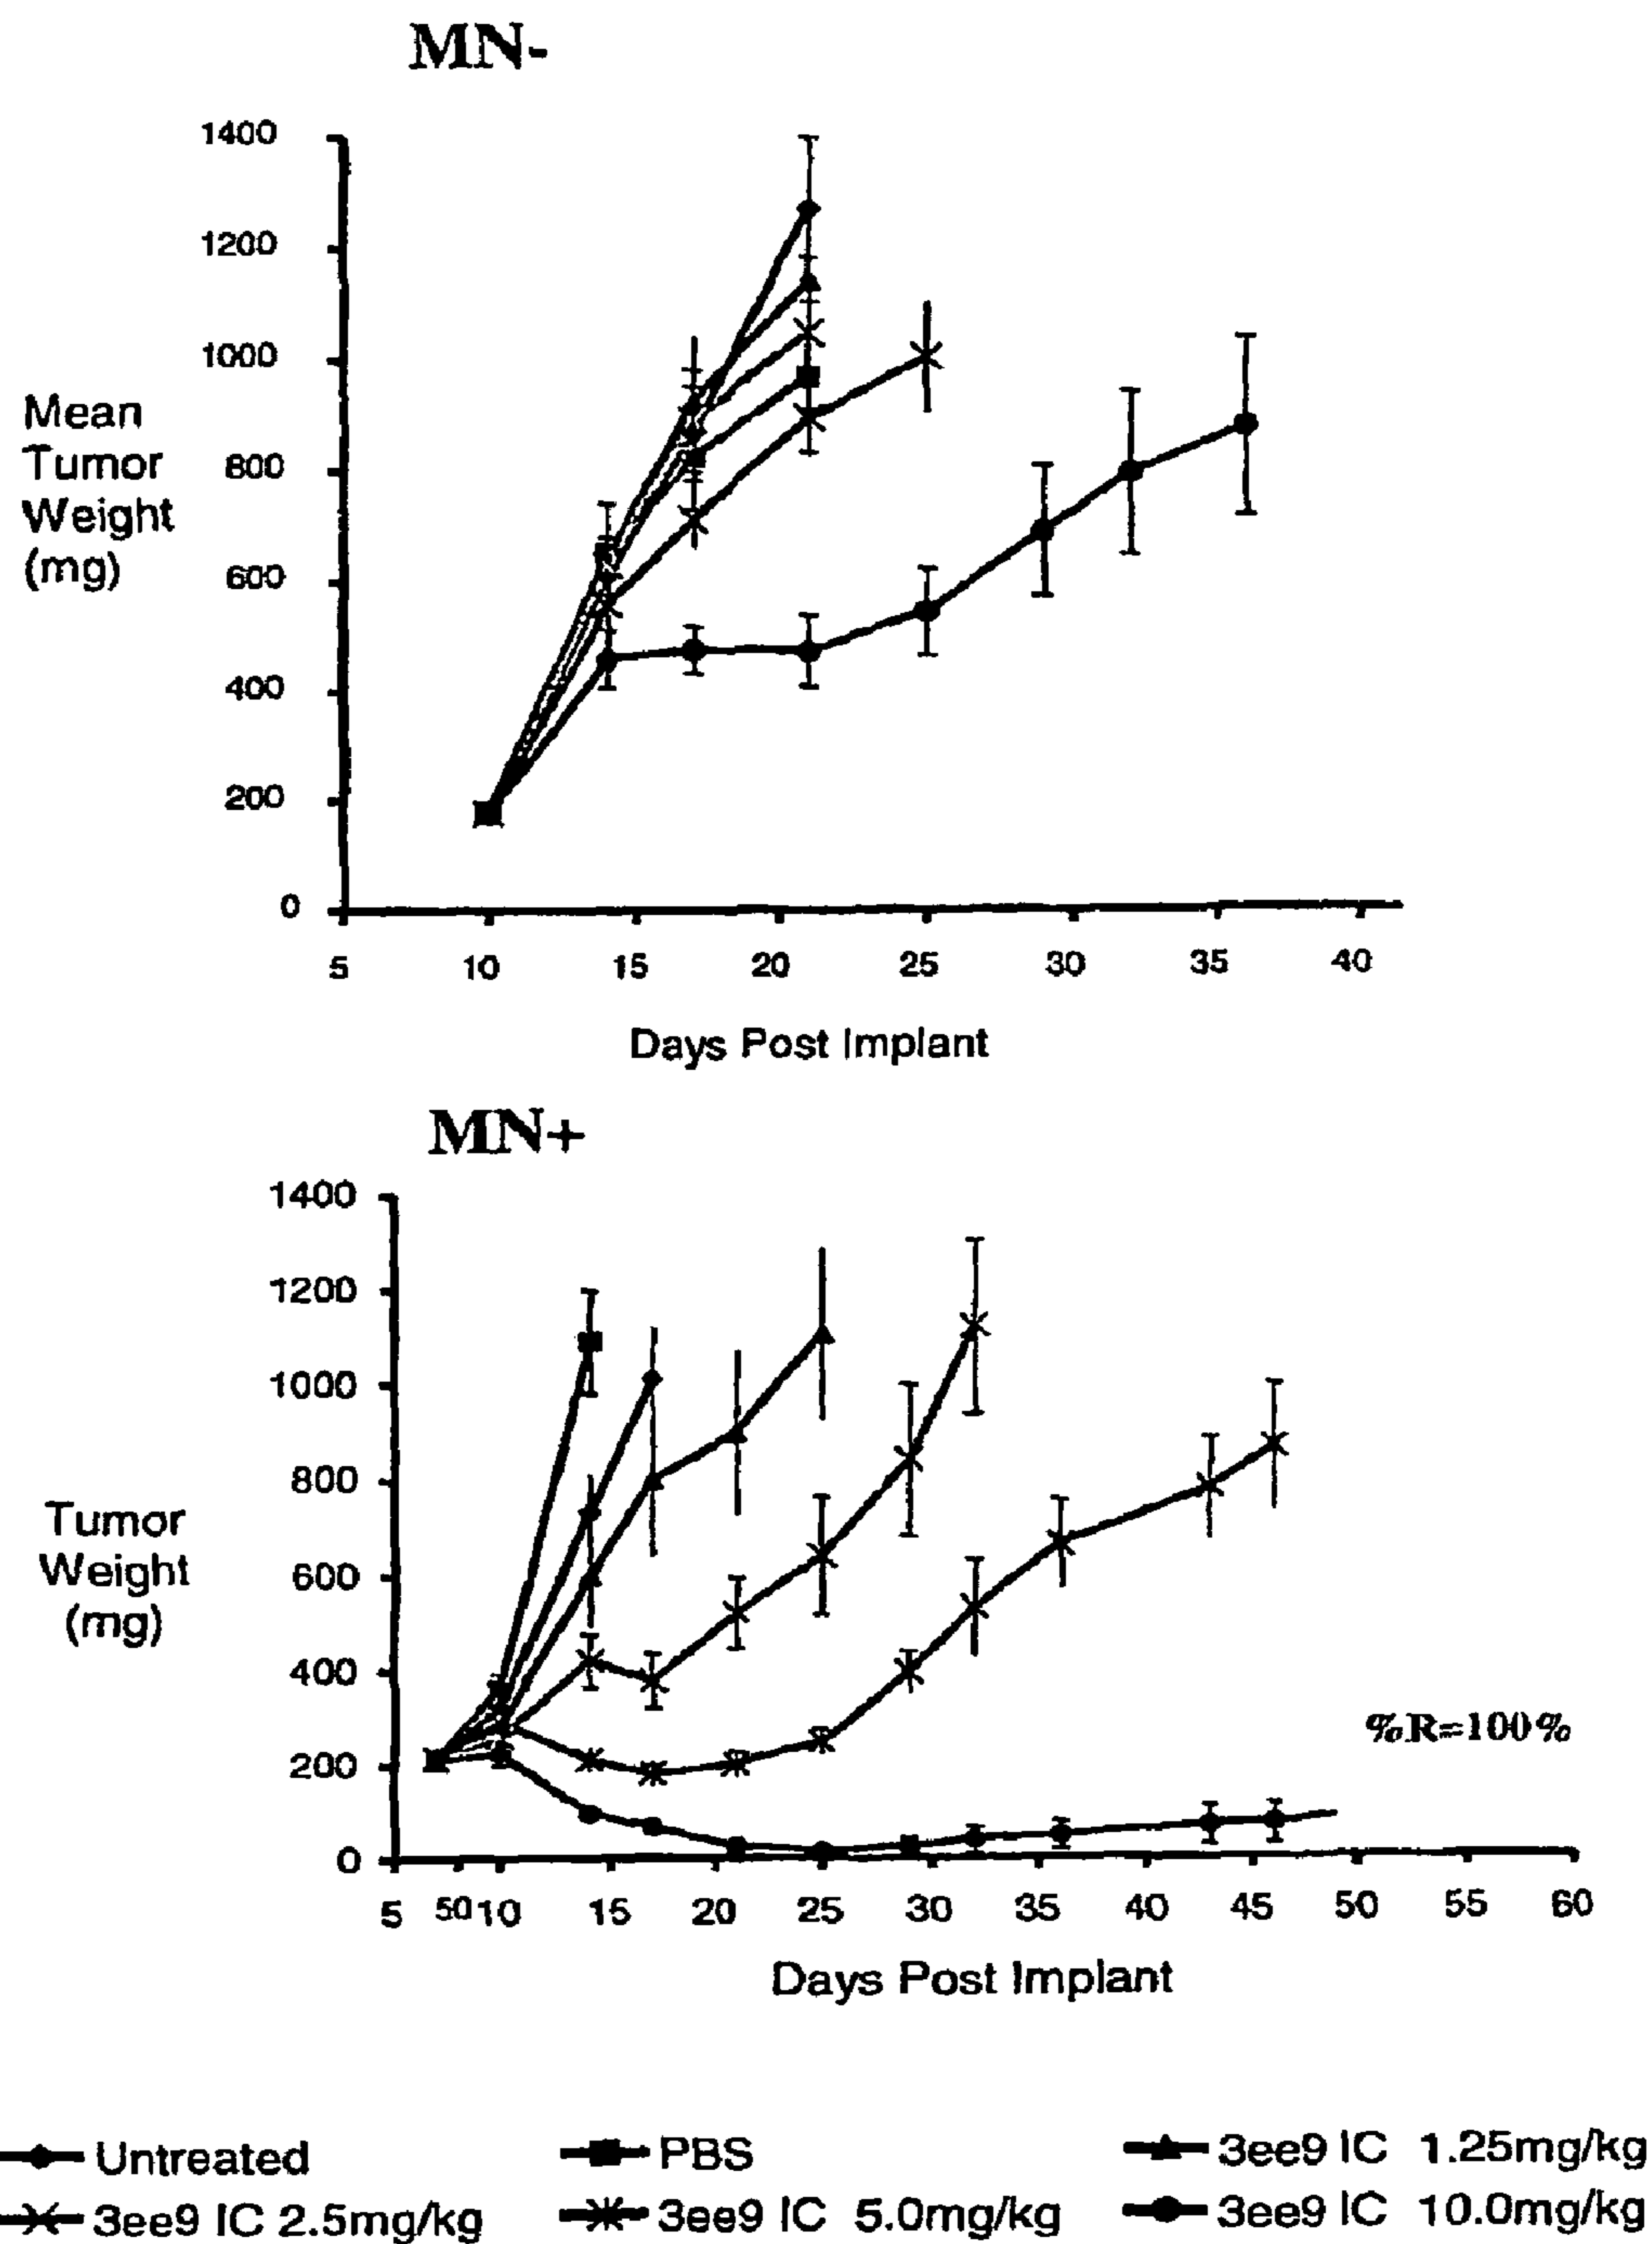 MN-
1400
1200
1000
800
600
400
200
0
Mean
Tumor
Weight
(mg)
5 10 15 20 25 30 35 40
Days Post Implant
MN+
1400
1200
1000
800
600
400
200
0
Tumor
Weight
(mg)
%R=100%
5 50 10 15 20 25 30 35 40 45 50 55 60
Days Post Implant
Untreated PBS 3ee9 IC 1.25mg/kg
3ee9 IC 2.5mg/kg 3ee9 IC 5.0mg/kg 3ee9 IC 10.0mg/kg